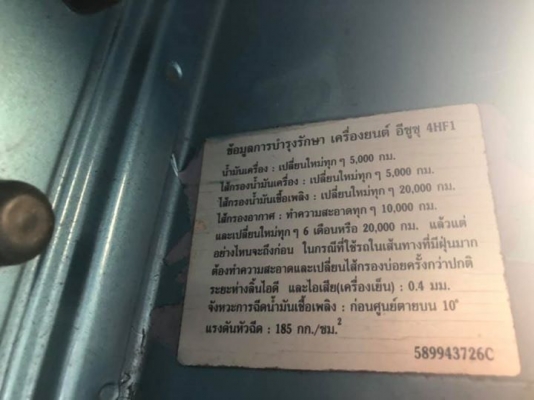 ข้อมูลการบำรุงรักษา เครื่องยนต์ อีซูซุ 4HF1
น้ำมันเครื่อง : เปลี่ยนใหม่ทุก ๆ 5,000 กม.
ไส้กรองน้ำมันเครื่อง : เปลี่ยนใหม่ทุก ๆ 5,000 กม.
ไส้กรองน้ำมันเชื้อเพลิง : เปลี่ยนใหม่ทุก ๆ 20,000 กม.
ไส้กรองอากาศ : ทำความสะอาดทุก ๆ 10,000 กม.
และเปลี่ยนใหม่ทุก ๆ 6 เดือนหรือ 20,000 กม. แล้วแต่
อย่างไหนจะถึงก่อน ในกรณีที่ใช้รถในเส้นทางที่มีฝุ่นมาก
ต้องทำความสะอาดและเปลี่ยนไส้กรองบ่อยครั้งกว่าปกติ
ระยะห่างลิ้นไอดี และไอเสีย(เครื่องเย็น) : 0.4 มม.
จังหวะการฉีดน้ำมันเชื้อเพลิง : ก่อนศูนย์ตายบน 10°
แรงดันหัวฉีด : 185 กก./ซม.²
589943726C